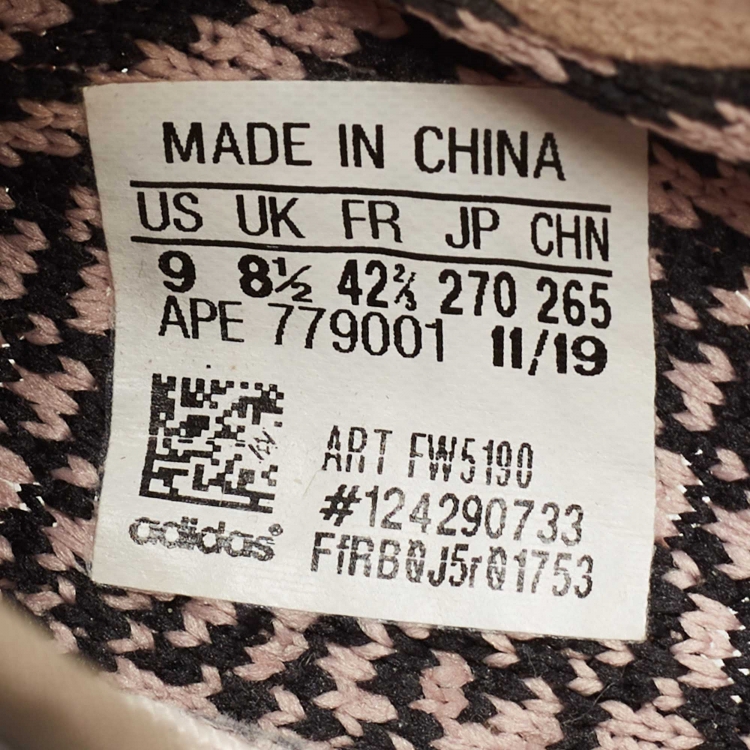 MADE IN CHINA
US UK FR JP CHN
9 8½ 42⅔ 270 265
APE 779001 11/19
ART FW5190
#124290733
FfRB0J5r01753
adidas®